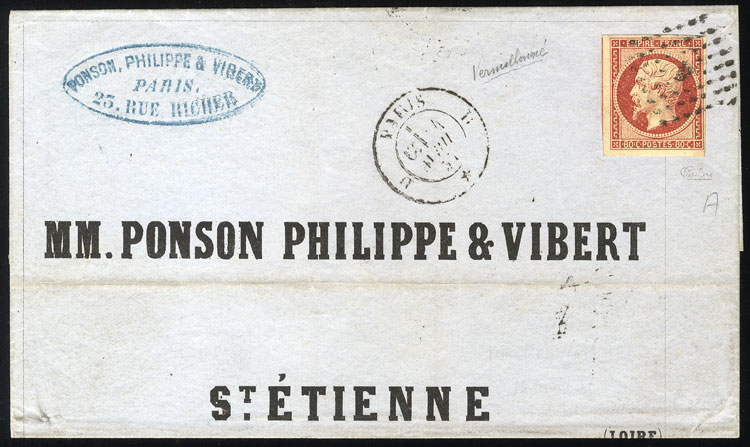 PONSON, PHILIPPE & VIBERT
PARIS,
23, RUE RICHER
Vermillonné
PARIS
EMPIRE FRANC.
80·C POSTES 80·C
A
MM. PONSON PHILIPPE & VIBERT
ST. ÉTIENNE
(LOIRE)